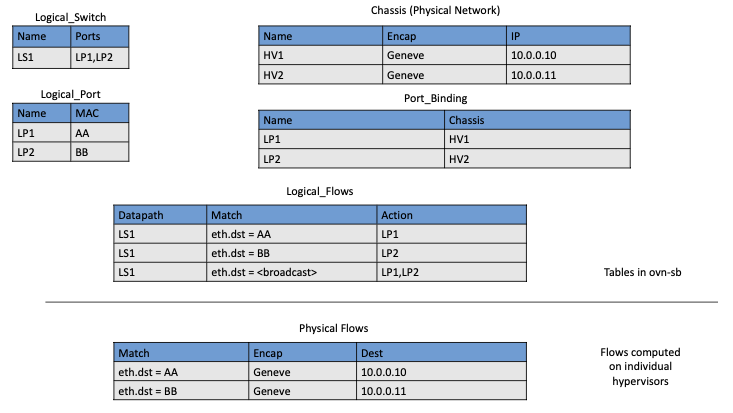 Logical_Switch
Name Ports
LS1 LP1,LP2
Chassis (Physical Network)
Name Encap IP
HV1 Geneve 10.0.0.10
HV2 Geneve 10.0.0.11
Logical_Port
Name MAC
LP1 AA
LP2 BB
Port_Binding
Name Chassis
LP1 HV1
LP2 HV2
Logical_Flows
Datapath Match Action
LS1 eth.dst = AA LP1
LS1 eth.dst = BB LP2
LS1 eth.dst = <broadcast> LP1,LP2
Tables in ovn-sb
Physical Flows
Match Encap Dest
eth.dst = AA Geneve 10.0.0.10
eth.dst = BB Geneve 10.0.0.11
Flows computed
on individual
hypervisors